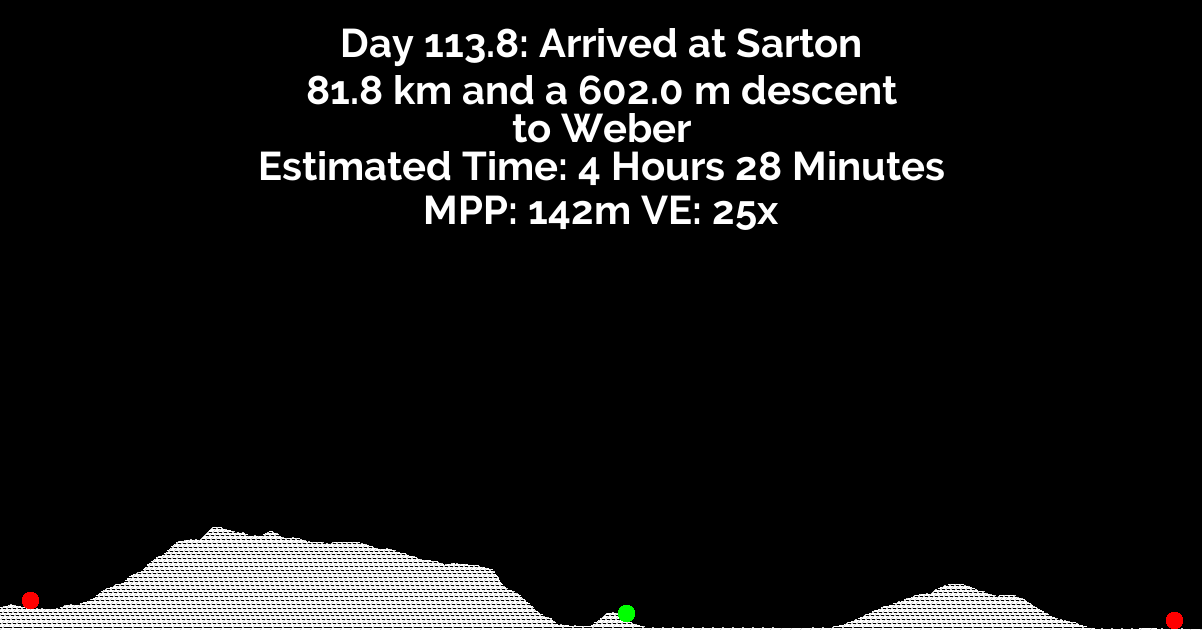 Day 113.8: Arrived at Sarton
81.8 km and a 602.0 m descent
to Weber
Estimated Time: 4 Hours 28 Minutes
MPP: 142m VE: 25x